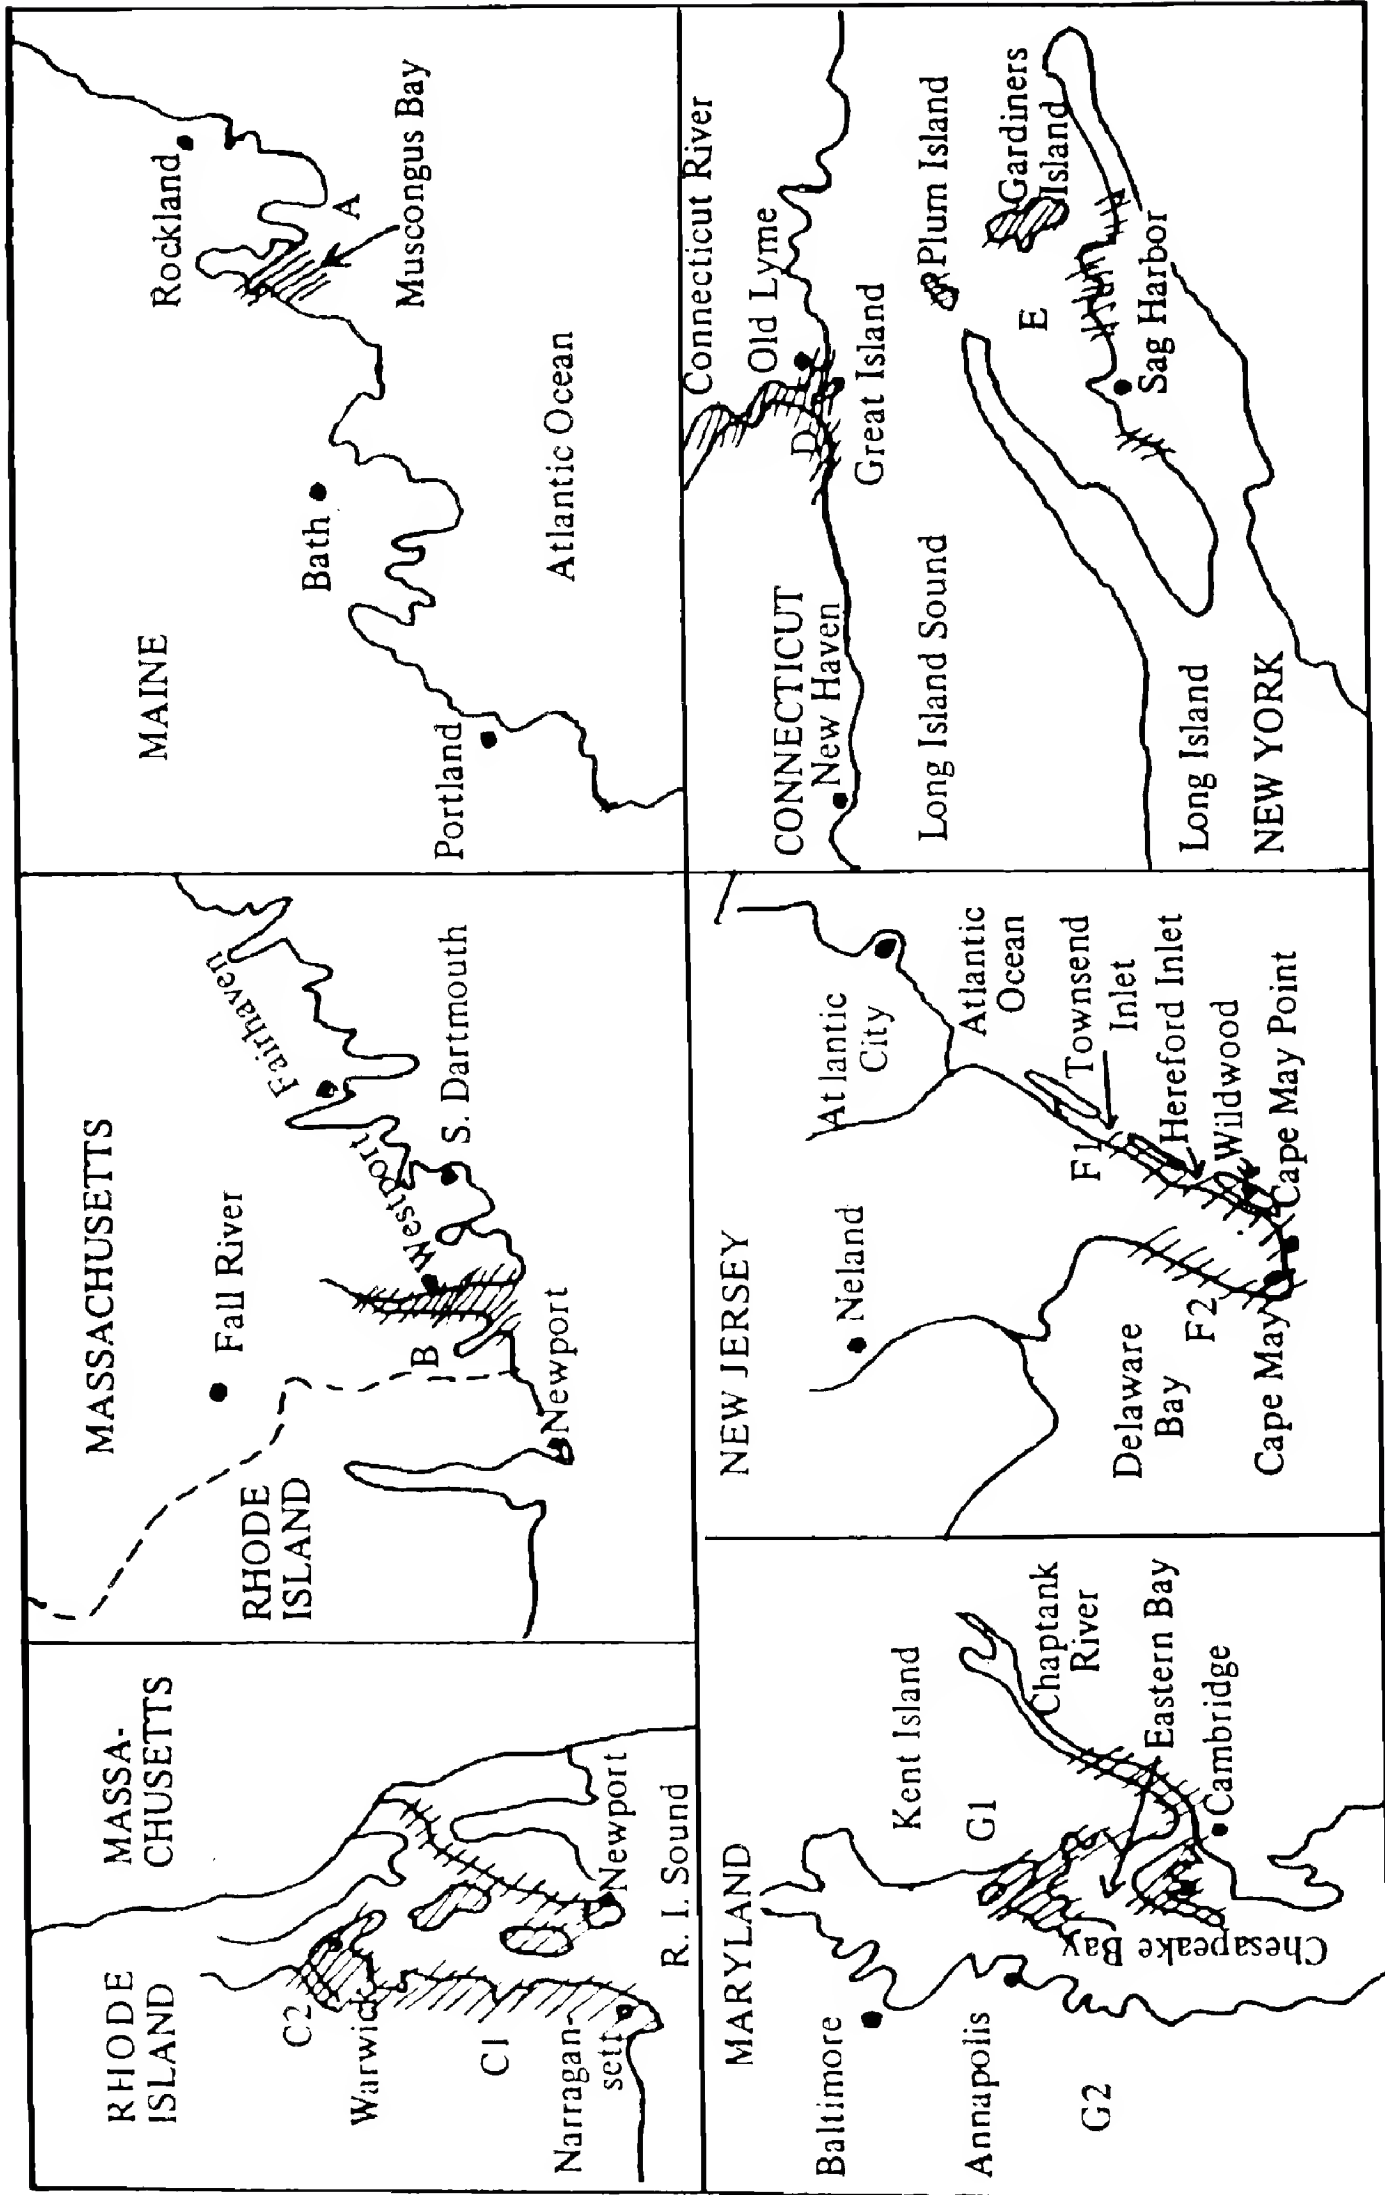 RHODE
ISLAND
MASSA-
CHUSETTS
C2
Warwick
C1
Narragan-
sett
Newport
R. I. Sound
MASSACHUSETTS
Fall River
RHODE
ISLAND
Fairhaven
Westport
S. Dartmouth
B
Newport
MAINE
Rockland
A
Muscongus Bay
Bath
Portland
Atlantic Ocean
MARYLAND
Baltimore
Annapolis
G2
Kent Island
G1
Chaptank
River
Eastern Bay
Cambridge
Chesapeake
Bay
NEW JERSEY
Neland
Atlantic
City
Atlantic
Ocean
Townsend
Inlet
F1
Hereford Inlet
Wildwood
Cape May Point
Delaware
Bay
F2
Cape May
Connecticut River
CONNECTICUT
New Haven
Old Lyme
D
Great Island
Long Island Sound
Plum Island
Gardiners
Island
E
Sag Harbor
Long Island
NEW YORK